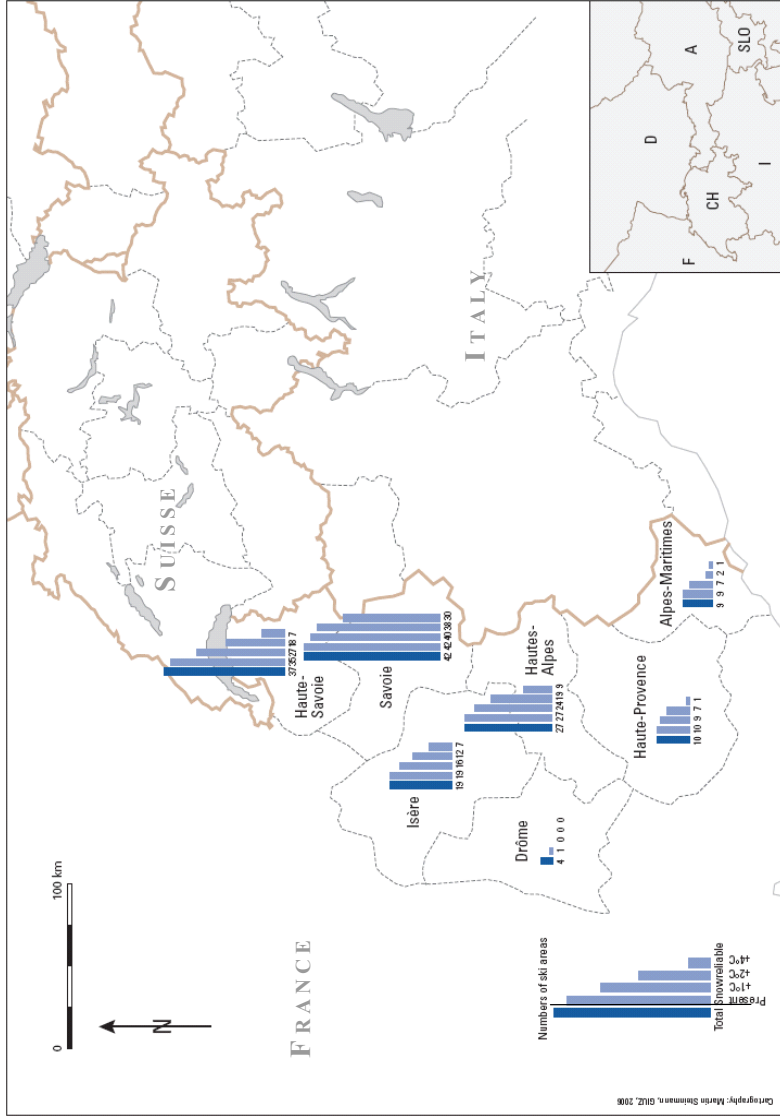 0 100 km
N
FRANCE
SUISSE
ITALY
Haute-
Savoie
37 35 27 18 7
Savoie
42 42 40 38 30
Isère
19 19 16 12 7
Hautes-
Alpes
27 27 24 19 9
Drôme
4 1 0 0 0
Haute-Provence
10 10 9 7 1
Alpes-Maritimes
9 9 7 2 1
Numbers of ski areas
Total Snowreliable
Present
+1°C
+2°C
+4°C
F
D
CH
A
I
SLO
Cartography: Martin Steinmann, GIUZ, 2006